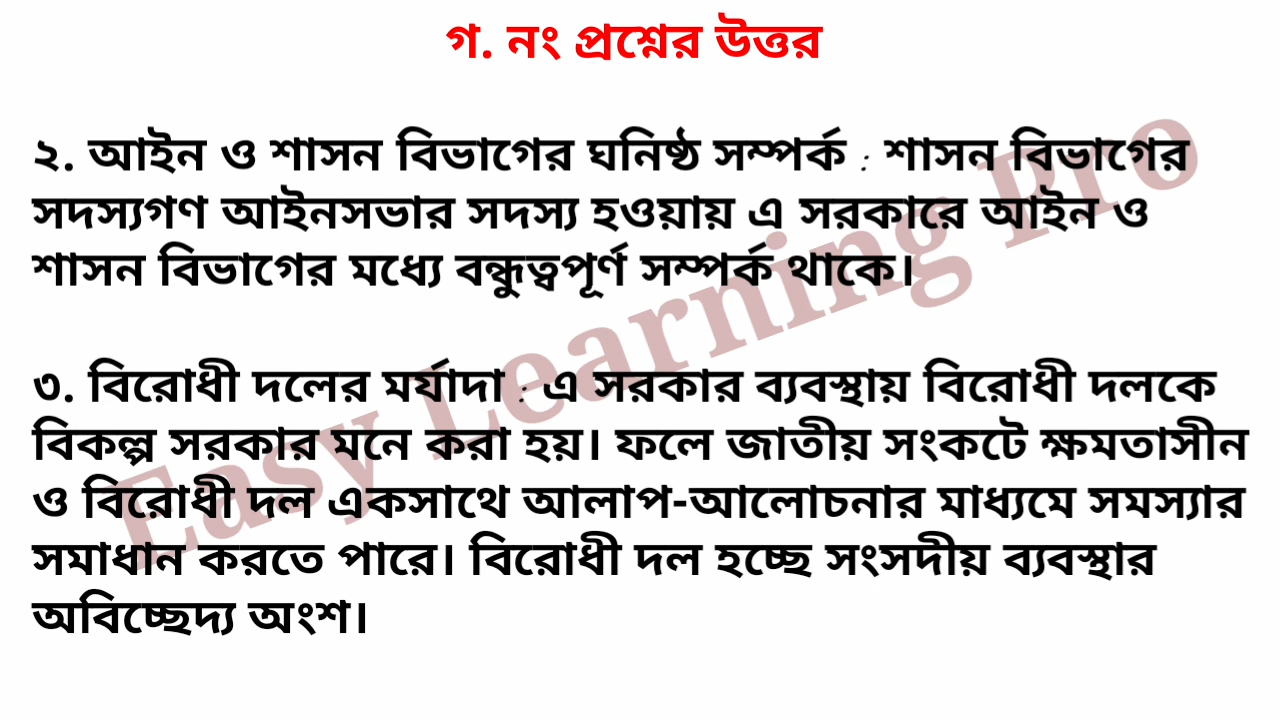 গ. নং প্রশ্নের উত্তর
২. আইন ও শাসন বিভাগের ঘনিষ্ঠ সম্পর্ক : শাসন বিভাগের
সদস্যগণ আইনসভার সদস্য হওয়ায় এ সরকারে আইন ও
শাসন বিভাগের মধ্যে বন্ধুত্বপূর্ণ সম্পর্ক থাকে।
৩. বিরোধী দলের মর্যাদা : এ সরকার ব্যবস্থায় বিরোধী দলকে
বিকল্প সরকার মনে করা হয়। ফলে জাতীয় সংকটে ক্ষমতাসীন
ও বিরোধী দল একসাথে আলাপ-আলোচনার মাধ্যমে সমস্যার
সমাধান করতে পারে। বিরোধী দল হচ্ছে সংসদীয় ব্যবস্থার
অবিচ্ছেদ্য অংশ।
Easy Learning Pro